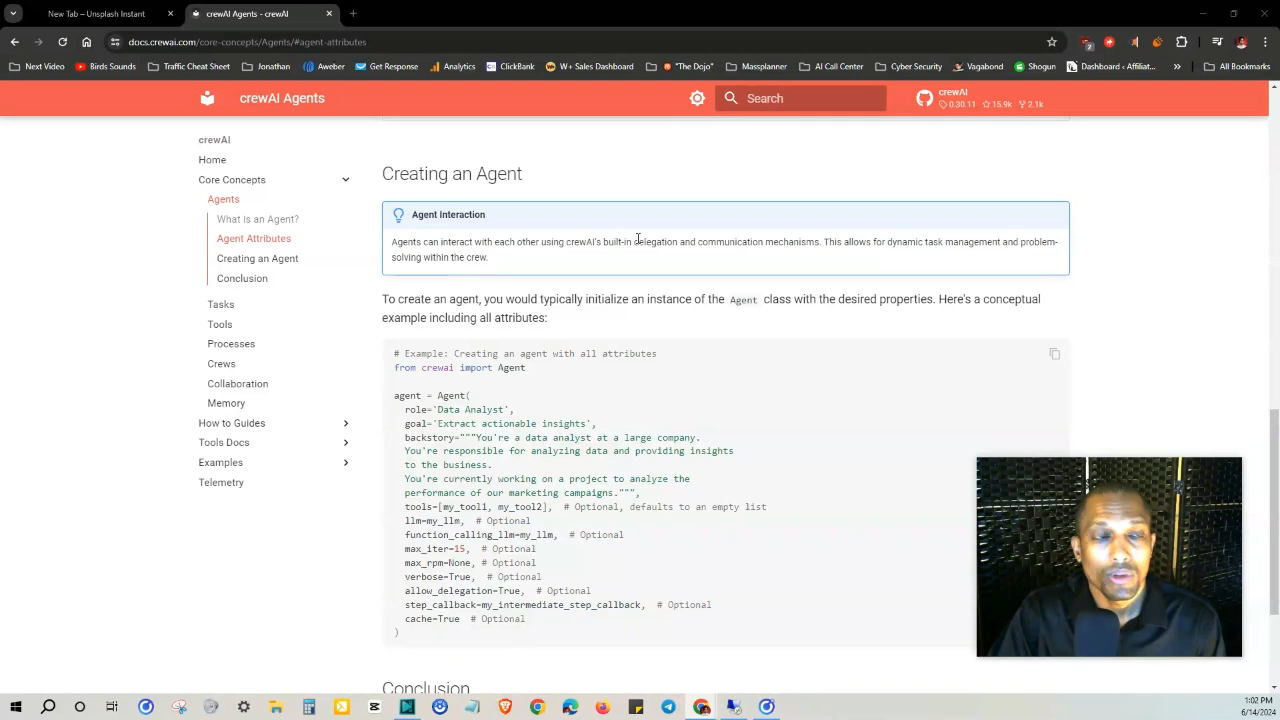 New Tab – Unsplash Instant
crewAI Agents - crewAI
docs.crewai.com/core-concepts/Agents/#agent-attributes
Next Video
Birds Sounds
Traffic Cheat Sheet
Jonathan
Aweber
Get Response
Analytics
ClickBank
W+ Sales Dashboard
"The Dojo"
Massplanner
AI Call Center
Cyber Security
Vagabond
Shogun
Dashboard ‹ Affiliat...
All Bookmarks
crewAI Agents
Search
crewAI
0.30.11 15.9k 2.1k
crewAI
Home
Core Concepts
Agents
What is an Agent?
Agent Attributes
Creating an Agent
Conclusion
Tasks
Tools
Processes
Crews
Collaboration
Memory
How to Guides
Tools Docs
Examples
Telemetry
Creating an Agent
Agent Interaction
Agents can interact with each other using crewAI's built-in delegation and communication mechanisms. This allows for dynamic task management and problem-
solving within the crew.
To create an agent, you would typically initialize an instance of the Agent class with the desired properties. Here's a conceptual
example including all attributes:
# Example: Creating an agent with all attributes
from crewai import Agent
agent = Agent(
role='Data Analyst',
goal='Extract actionable insights',
backstory="""You're a data analyst at a large company.
You're responsible for analyzing data and providing insights
to the business.
You're currently working on a project to analyze the
performance of our marketing campaigns.""",
tools=[my_tool1, my_tool2], # Optional, defaults to an empty list
llm=my_llm, # Optional
function_calling_llm=my_llm, # Optional
max_iter=15, # Optional
max_rpm=None, # Optional
verbose=True, # Optional
allow_delegation=True, # Optional
step_callback=my_intermediate_step_callback, # Optional
cache=True # Optional
)
Conclusion
1:02 PM
6/14/2024